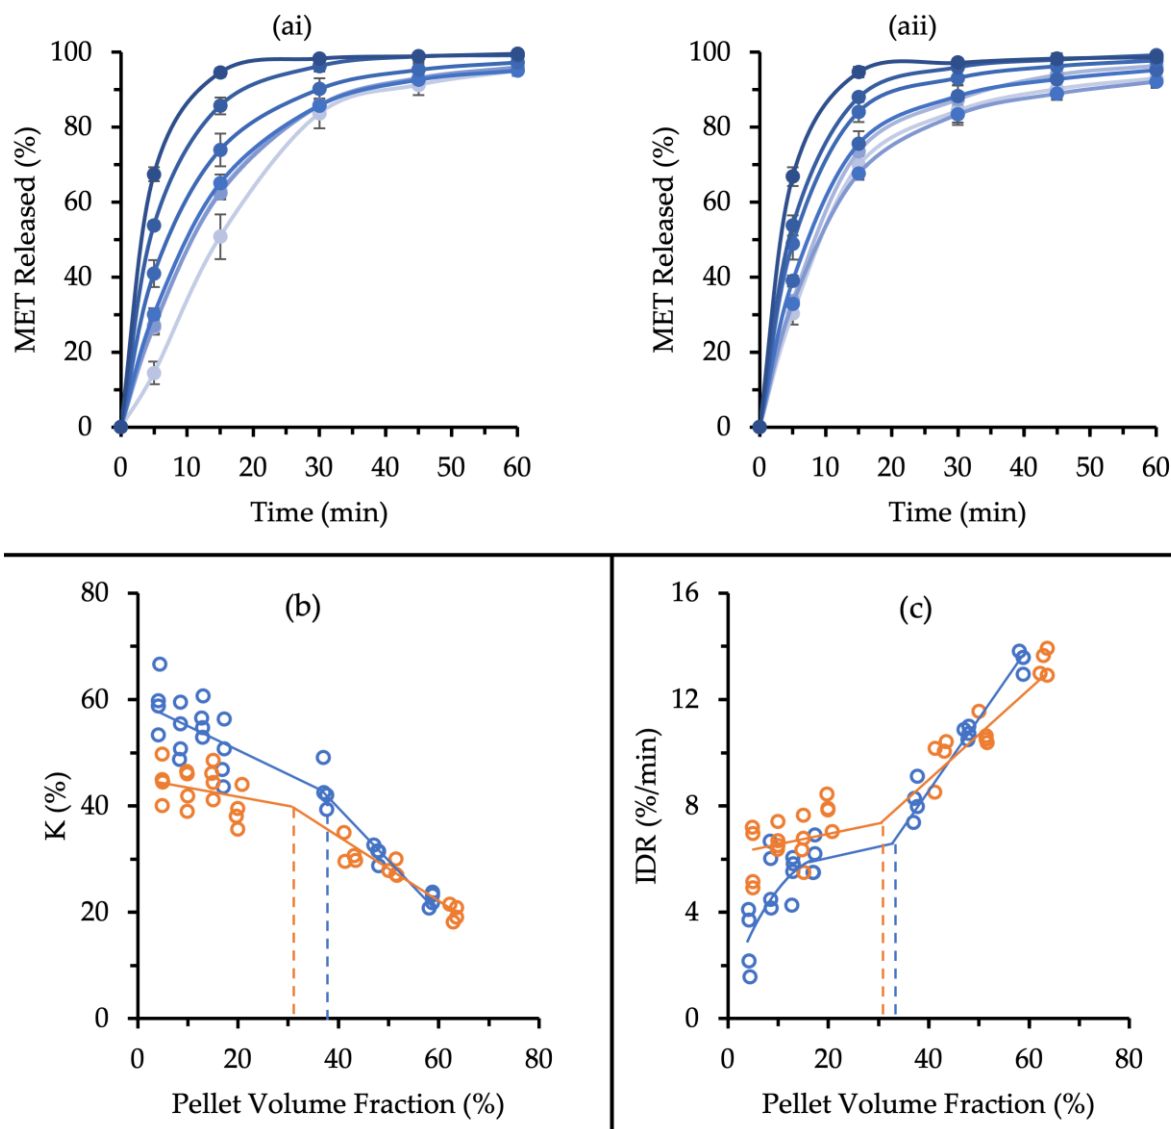 (ai)
100
80
60
40
20
0
MET Released (%)
0 10 20 30 40 50 60
Time (min)
(aii)
100
80
60
40
20
0
MET Released (%)
0 10 20 30 40 50 60
Time (min)
(b)
80
60
40
20
0
K (%)
0 20 40 60 80
Pellet Volume Fraction (%)
(c)
16
12
8
4
0
IDR (%/min)
0 20 40 60 80
Pellet Volume Fraction (%)